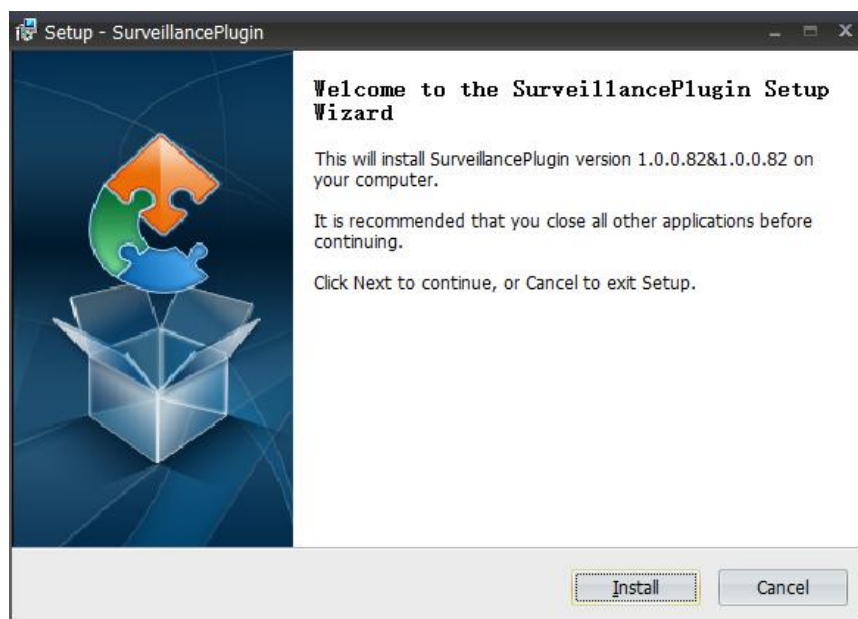 Setup - SurveillancePlugin
Welcome to the SurveillancePlugin Setup
Wizard
This will install SurveillancePlugin version 1.0.0.82&1.0.0.82 on
your computer.
It is recommended that you close all other applications before
continuing.
Click Next to continue, or Cancel to exit Setup.
Install
Cancel